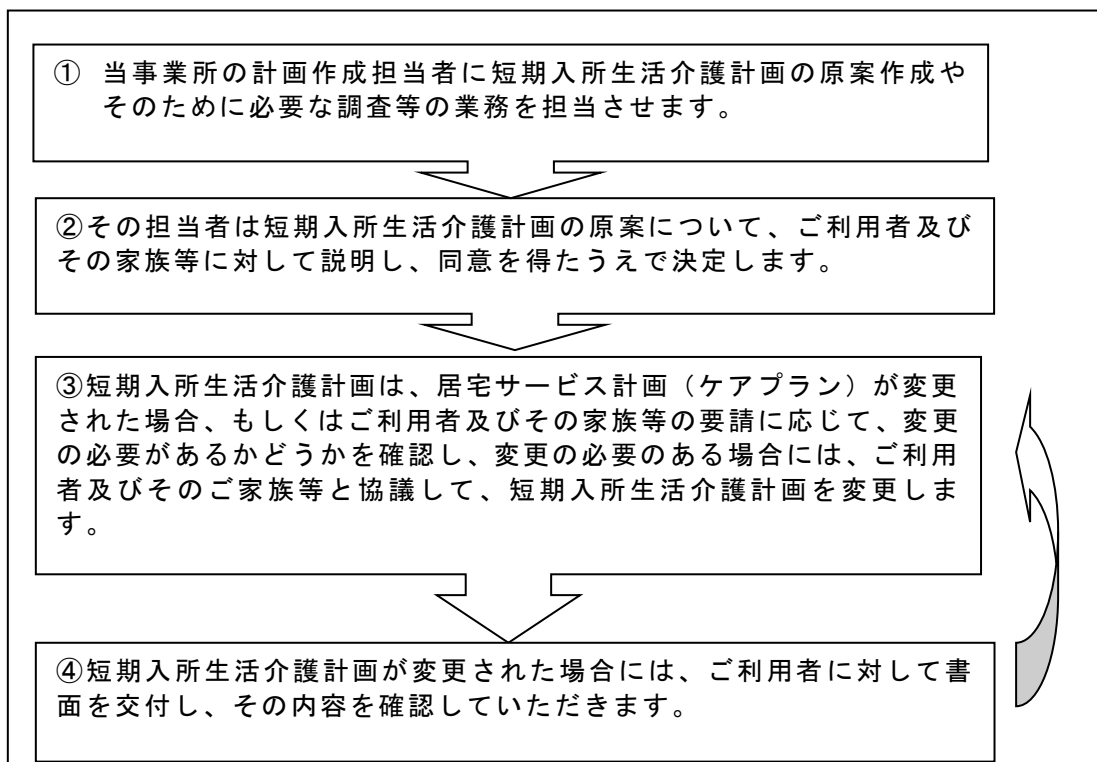 ① 当事業所の計画作成担当者に短期入所生活介護計画の原案作成や
そのために必要な調査等の業務を担当させます。
②その担当者は短期入所生活介護計画の原案について、ご利用者及び
その家族等に対して説明し、同意を得たうえで決定します。
③短期入所生活介護計画は、居宅サービス計画（ケアプラン）が変更
された場合、もしくはご利用者及びその家族等の要請に応じて、変更
の必要があるかどうかを確認し、変更の必要のある場合には、ご利用
者及びそのご家族等と協議して、短期入所生活介護計画を変更しま
す。
④短期入所生活介護計画が変更された場合には、ご利用者に対して書
面を交付し、その内容を確認していただきます。